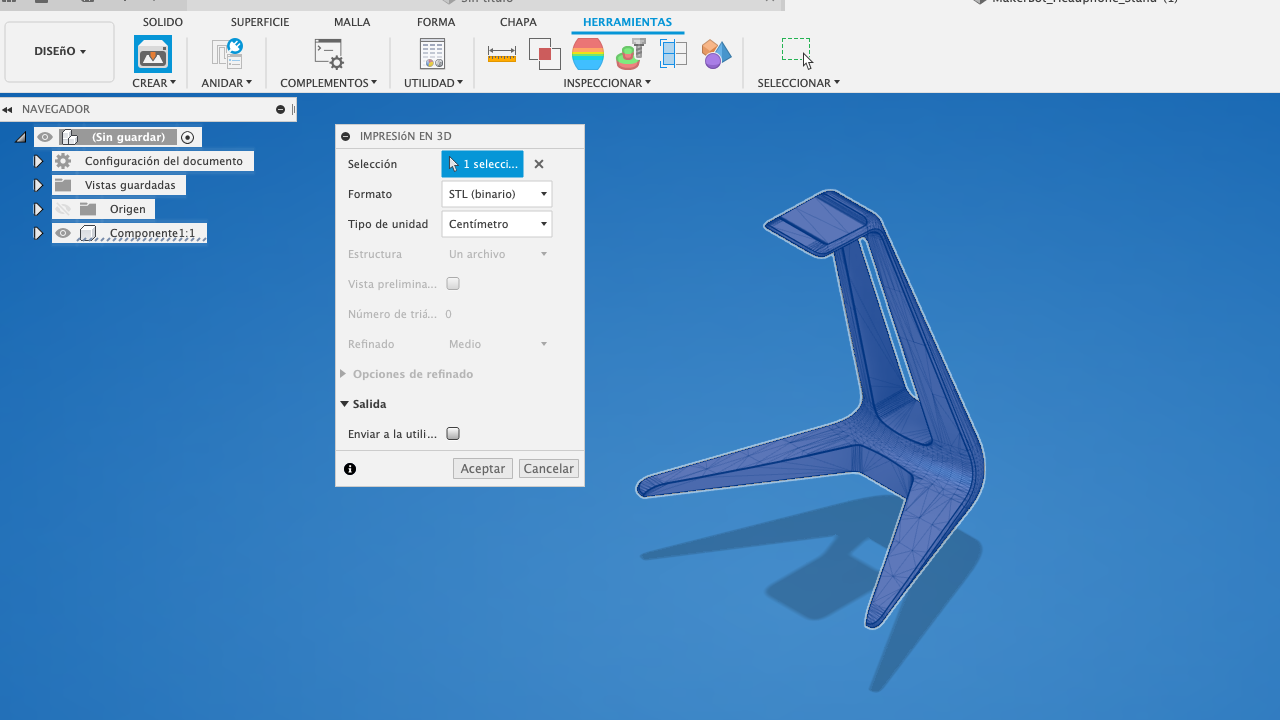 Sin título
MakerBot_Headphone_Stand (1)
SOLIDO SUPERFICIE MALLA FORMA CHAPA HERRAMIENTAS
DISEñO
CREAR ANIDAR COMPLEMENTOS UTILIDAD INSPECCIONAR SELECCIONAR
NAVEGADOR
(Sin guardar)
Configuración del documento
Vistas guardadas
Origen
Componente1:1
IMPRESIóN EN 3D
Selección 1 selecci...
Formato STL (binario)
Tipo de unidad Centímetro
Estructura Un archivo
Vista prelimina...
Número de triá... 0
Refinado Medio
Opciones de refinado
Salida
Enviar a la utili...
Aceptar Cancelar